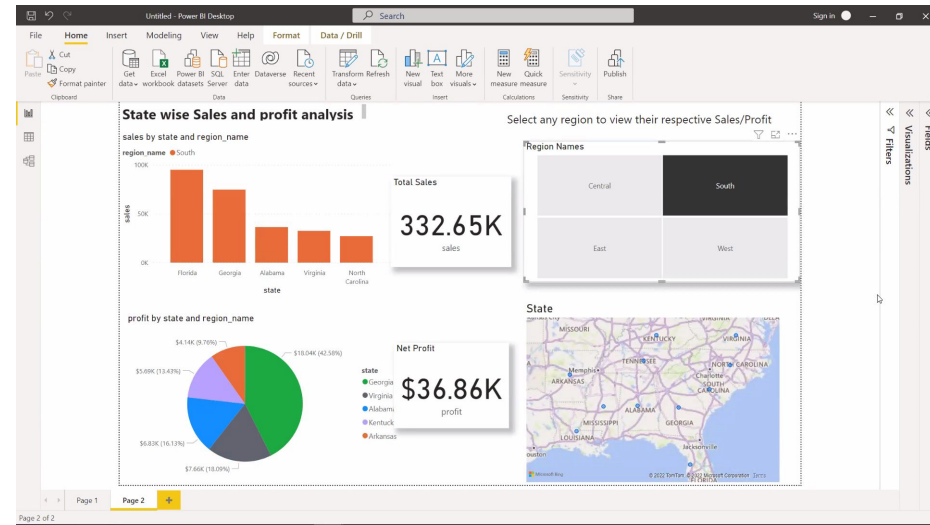 Untitled - Power BI Desktop
Search
Sign in
File Home Insert Modeling View Help Format Data / Drill
Paste
Cut
Copy
Format painter
Get data
Excel workbook
Power BI datasets
SQL Server
Enter data
Dataverse
Recent sources
Transform data
Refresh
New visual
Text box
More visuals
New measure
Quick measure
Sensitivity
Publish
Clipboard Data Queries Insert Calculations Sensitivity Share
State wise Sales and profit analysis
Select any region to view their respective Sales/Profit
sales by state and region_name
region_name South
100K
50K
0K
sales
Florida Georgia Alabama Virginia North Carolina
state
Total Sales
332.65K
sales
Region Names
Central South
East West
profit by state and region_name
$4.14K (9.76%)
$18.04K (42.58%)
$5.69K (13.43%)
$6.83K (16.13%)
$7.66K (18.09%)
state
Georgia
Virginia
Alabam
Kentuck
Arkansas
Net Profit
$36.86K
profit
State
MISSOURI
KENTUCKY
VIRGINIA
TENNESSEE
NORTH CAROLINA
Memphis
Charlotte
ARKANSAS
SOUTH CAROLINA
ALABAMA
MISSISSIPPI
GEORGIA
LOUISIANA
Jacksonville
ouston
FLORIDA
Microsoft Bing
© 2022 TomTom, © 2022 Microsoft Corporation Terms
Filters
Visualizations
Fields
Page 1 Page 2
Page 2 of 2